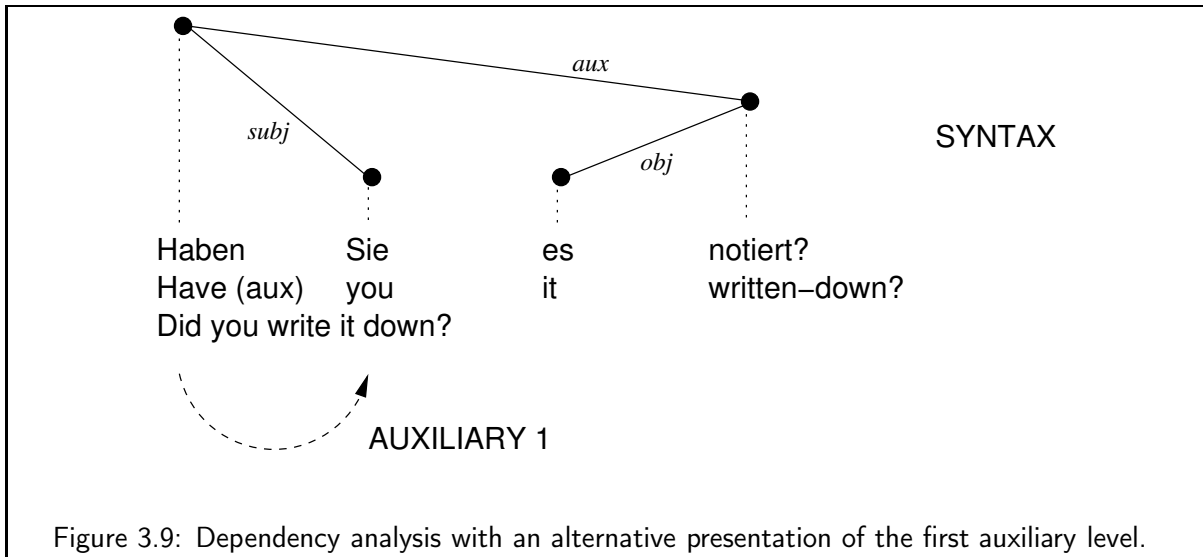 aux
subj
obj
SYNTAX
Haben Sie es notiert?
Have (aux) you it written–down?
Did you write it down?
AUXILIARY 1
Figure 3.9: Dependency analysis with an alternative presentation of the first auxiliary level.